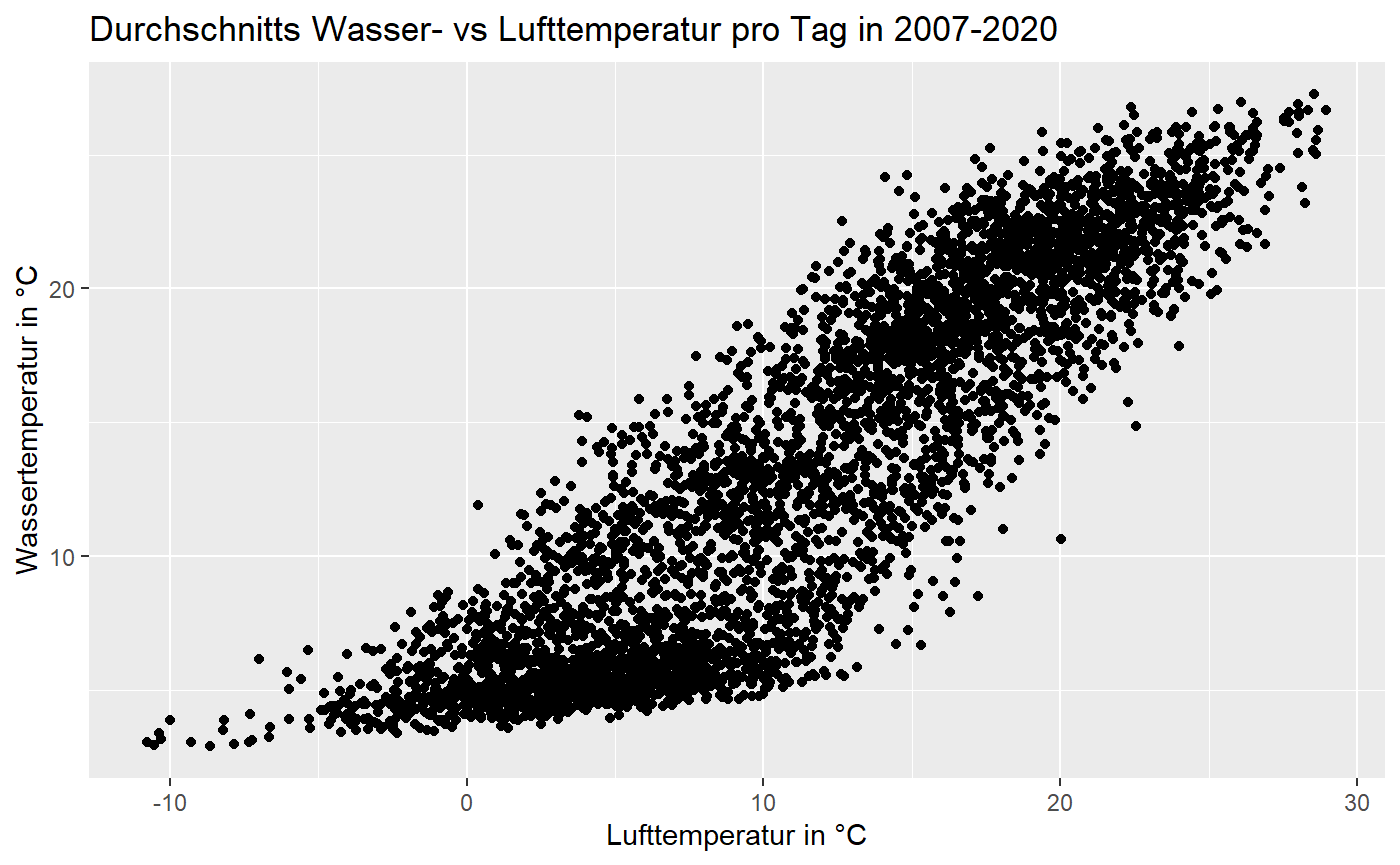 Durchschnitts Wasser- vs Lufttemperatur pro Tag in 2007-2020
Wassertemperatur in °C
20
10
-10 0 10 20 30
Lufttemperatur in °C